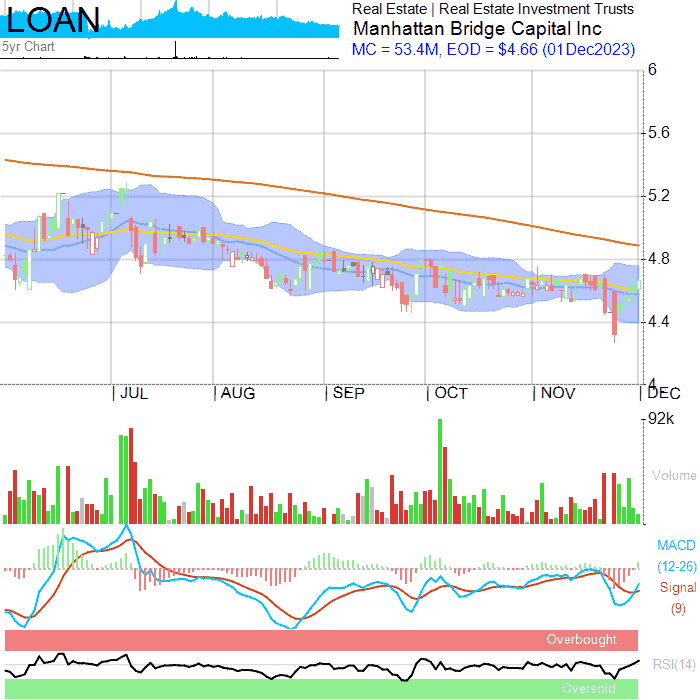 LOAN
5yr Chart
Real Estate | Real Estate Investment Trusts
Manhattan Bridge Capital Inc
MC = 53.4M, EOD = $4.66 (01Dec2023)
6
5.6
5.2
4.8
4.4
4
JUL AUG SEP OCT NOV DEC
92k
Volume
MACD
(12-26)
Signal
(9)
Overbought
RSI(14)
Oversold